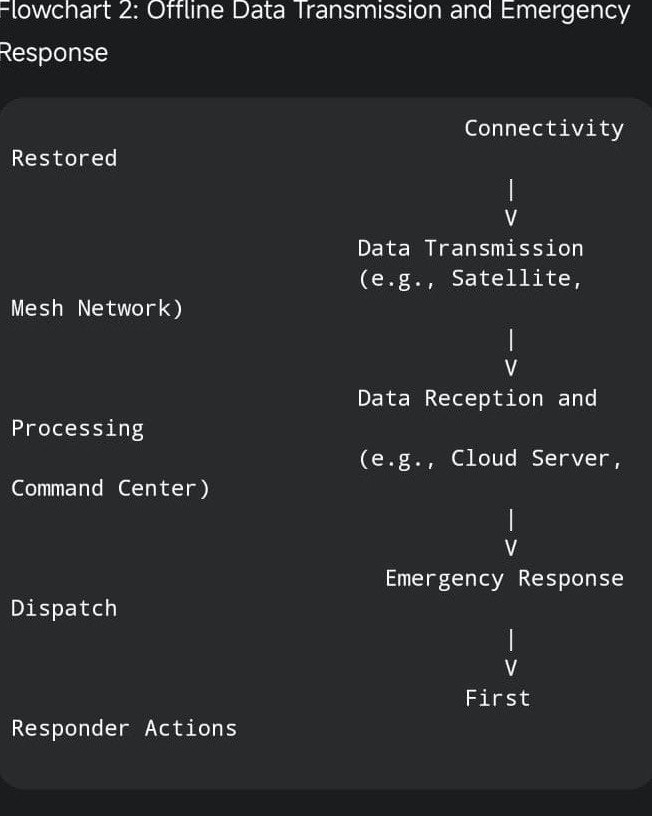 Flowchart 2: Offline Data Transmission and Emergency
Response
Connectivity
Restored
|
V
Data Transmission
(e.g., Satellite,
Mesh Network)
|
V
Data Reception and
Processing
(e.g., Cloud Server,
Command Center)
|
V
Emergency Response
Dispatch
|
V
First
Responder Actions